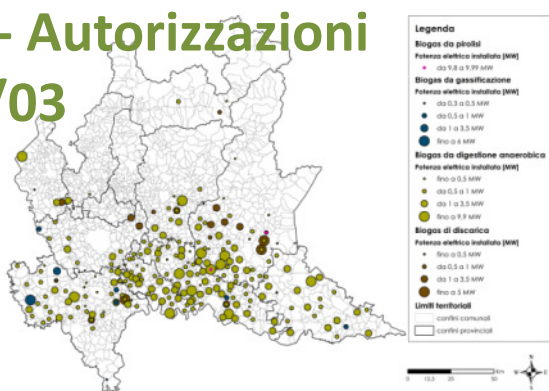 - Autorizzazioni
/03
Legenda
Biogas da pirolisi
Potenza elettrica installata [MW]
da 9,8 a 9,99 MW
Biogas da gassificazione
Potenza elettrica installata [MW]
da 0,3 a 0,5 MW
da 0,5 a 1 MW
da 1 a 3,5 MW
fino a 6 MW
Biogas da digestione anaerobica
Potenza elettrica installata [MW]
fino a 0,5 MW
da 0,5 a 1 MW
da 1 a 3,5 MW
fino a 9,9 MW
Biogas di discarica
Potenza elettrica installata [MW]
fino a 0,5 MW
da 0,5 a 1 MW
da 1 a 3,5 MW
fino a 5 MW
Limiti territoriali
confini comunali
confini provinciali
0 12,5 25 50